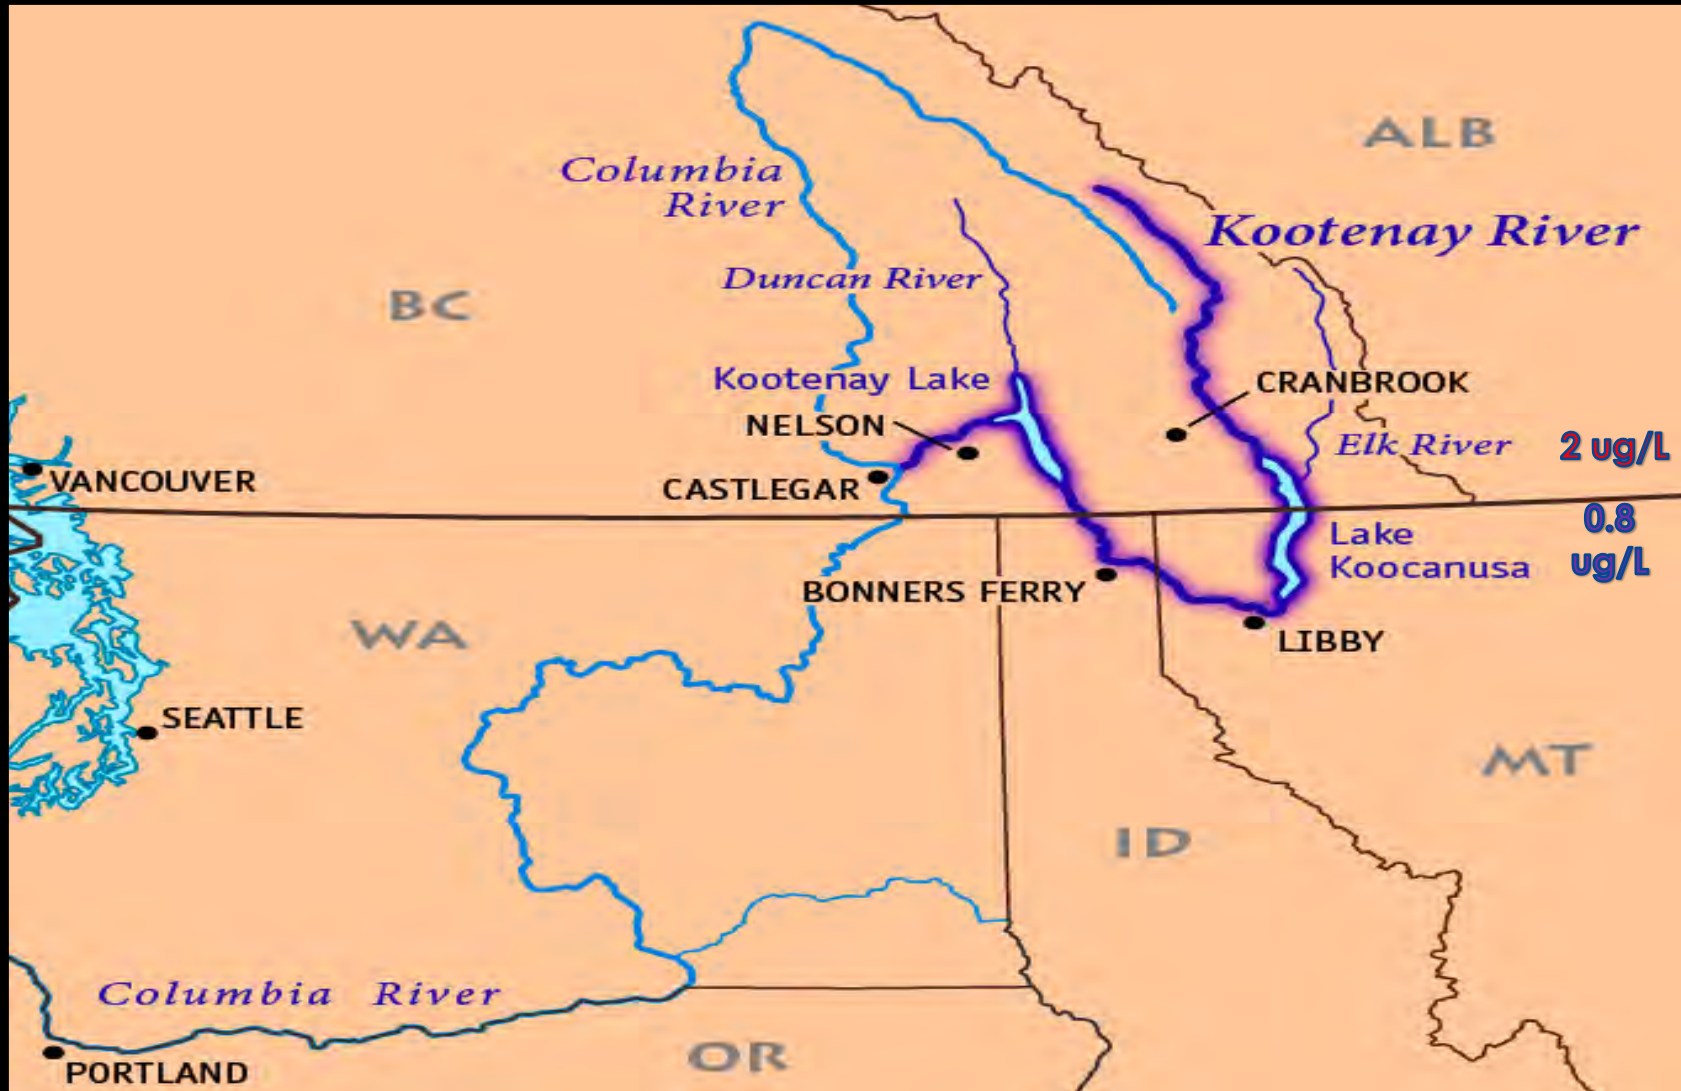 ALB
Columbia
River
Kootenay River
Duncan River
BC
Kootenay Lake
CRANBROOK
NELSON
Elk River
2 ug/L
VANCOUVER
CASTLEGAR
0.8
ug/L
Lake
Koocanusa
BONNERS FERRY
WA
LIBBY
SEATTLE
MT
ID
Columbia River
OR
PORTLAND